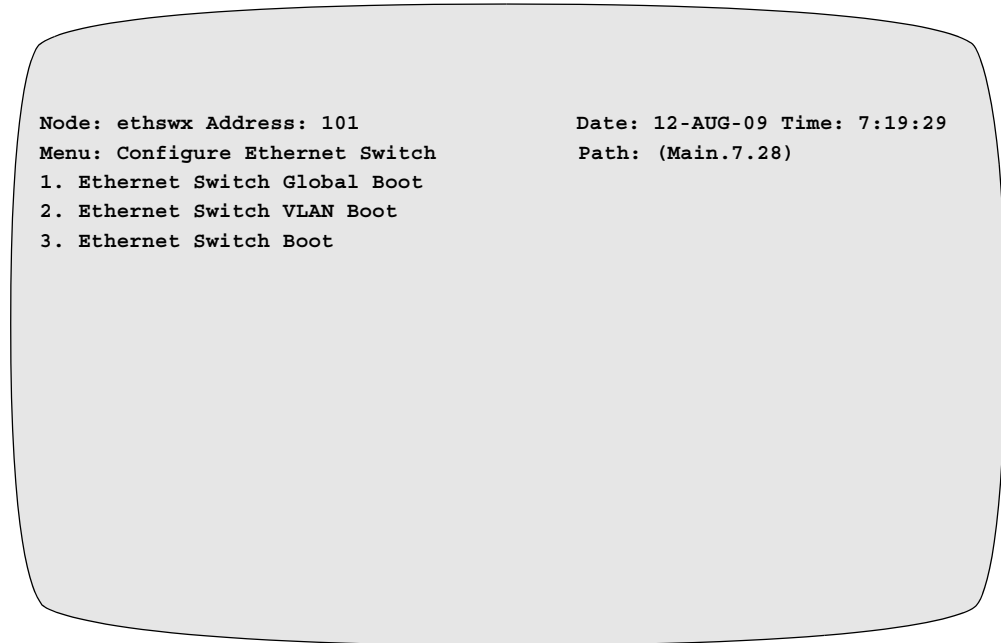 Node: ethswx Address: 101 Date: 12-AUG-09 Time: 7:19:29
Menu: Configure Ethernet Switch Path: (Main.7.28)
1. Ethernet Switch Global Boot
2. Ethernet Switch VLAN Boot
3. Ethernet Switch Boot